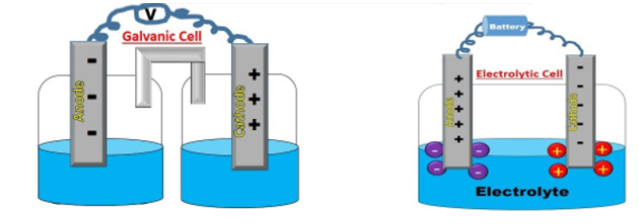 V
Galvanic Cell
Anode
Cathode
Battery
Electrolytic Cell
Anode
Cathode
Electrolyte